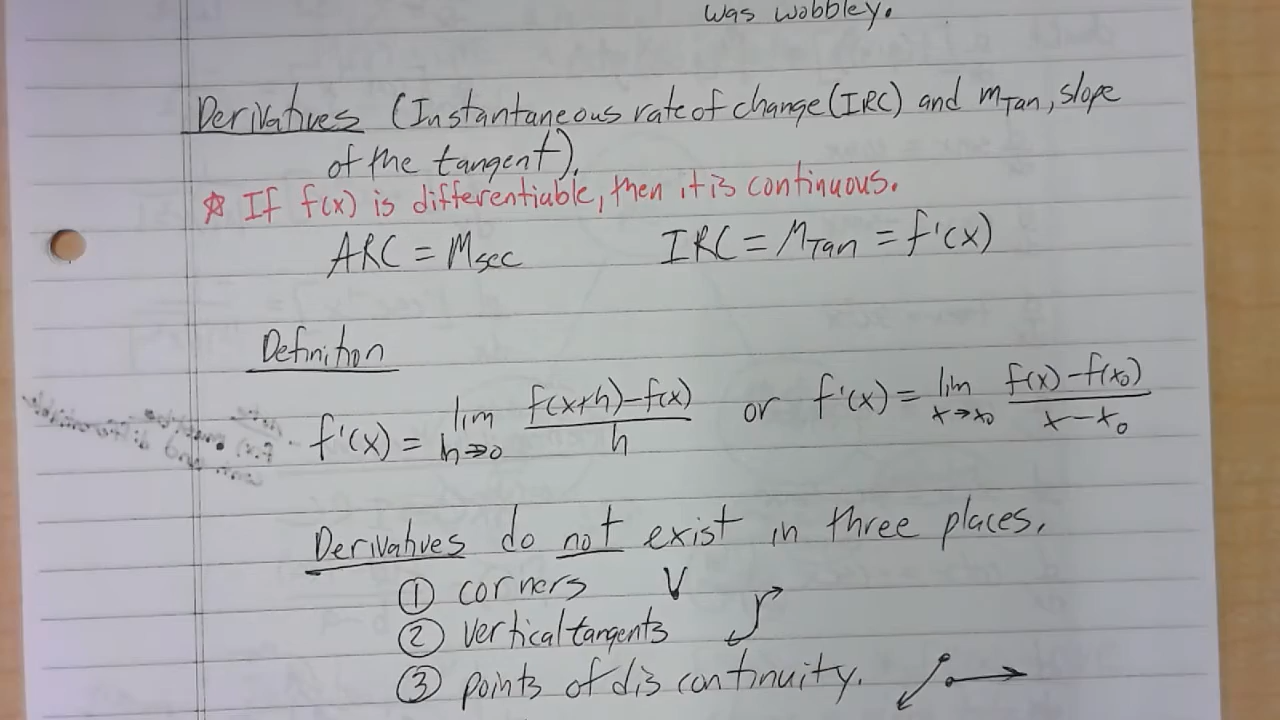 was wobbley.
Derivatives (Instantaneous rate of change (IRC) and mTan, slope
of the tangent).
☆ If f(x) is differentiable, then it is continuous.
ARC = Msec IRC = MTan = f'(x)
Definition
f'(x) = lim h→0 f(x+h)-f(x) / h or f'(x) = lim x→x₀ f(x)-f(x₀) / x-x₀
Derivatives do not exist in three places.
① corners
② vertical tangents
③ points of discontinuity.